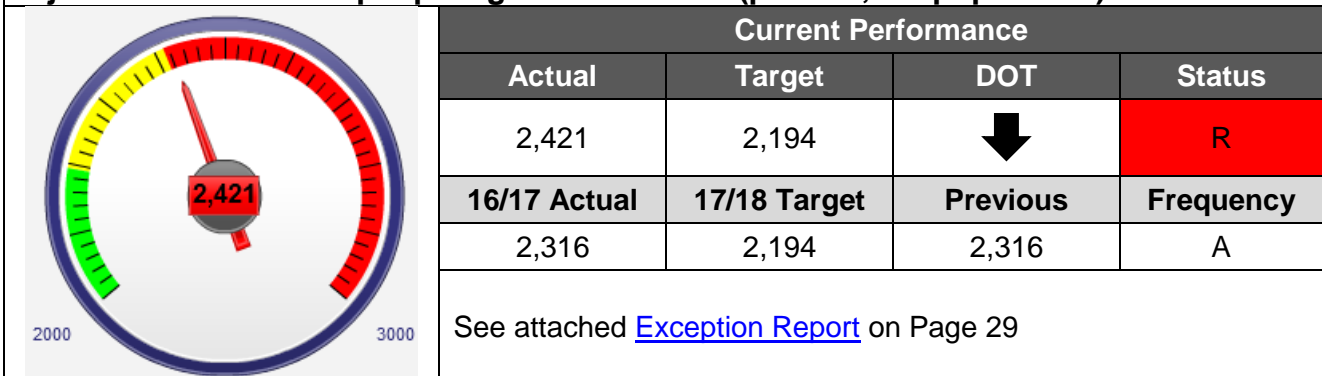 Current Performance
Actual Target DOT Status
2,421 2,194 R
16/17 Actual 17/18 Target Previous Frequency
2,316 2,194 2,316 A
2,421
2000 3000
See attached Exception Report on Page 29